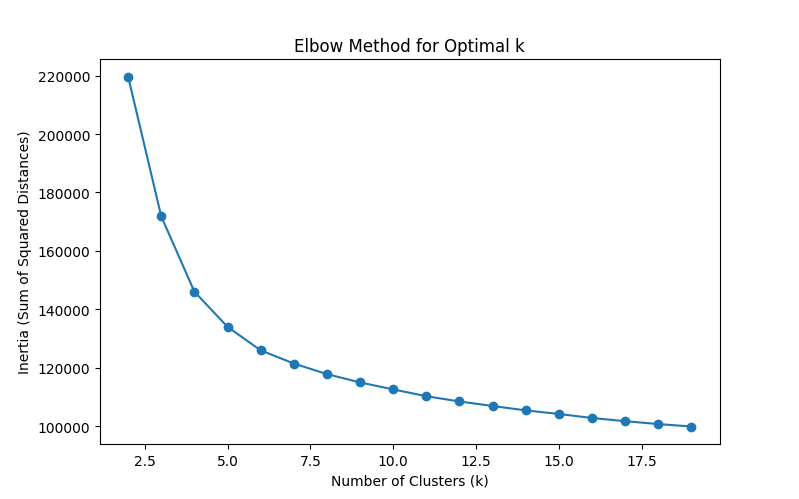 Elbow Method for Optimal k
220000
200000
180000
160000
140000
120000
100000
Inertia (Sum of Squared Distances)
2.5 5.0 7.5 10.0 12.5 15.0 17.5
Number of Clusters (k)